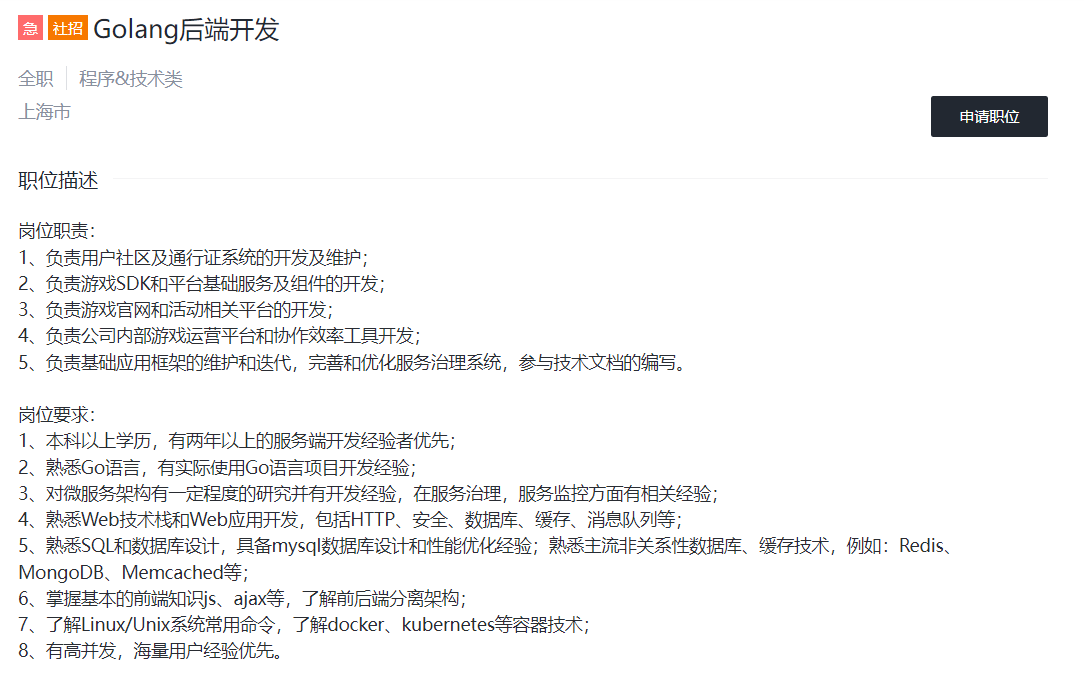 急 社招 Golang后端开发
全职 程序&技术类
上海市
申请职位
职位描述
岗位职责：
1、负责用户社区及通行证系统的开发及维护；
2、负责游戏SDK和平台基础服务及组件的开发；
3、负责游戏官网和活动相关平台的开发；
4、负责公司内部游戏运营平台和协作效率工具开发；
5、负责基础应用框架的维护和迭代，完善和优化服务治理系统，参与技术文档的编写。
岗位要求：
1、本科以上学历，有两年以上的服务端开发经验者优先；
2、熟悉Go语言，有实际使用Go语言项目开发经验；
3、对微服务架构有一定程度的研究并有开发经验，在服务治理，服务监控方面有相关经验；
4、熟悉Web技术栈和Web应用开发，包括HTTP、安全、数据库、缓存、消息队列等；
5、熟悉SQL和数据库设计，具备mysql数据库设计和性能优化经验；熟悉主流非关系性数据库、缓存技术，例如：Redis、
MongoDB、Memcached等；
6、掌握基本的前端知识js、ajax等，了解前后端分离架构；
7、了解Linux/Unix系统常用命令，了解docker、kubernetes等容器技术；
8、有高并发，海量用户经验优先。